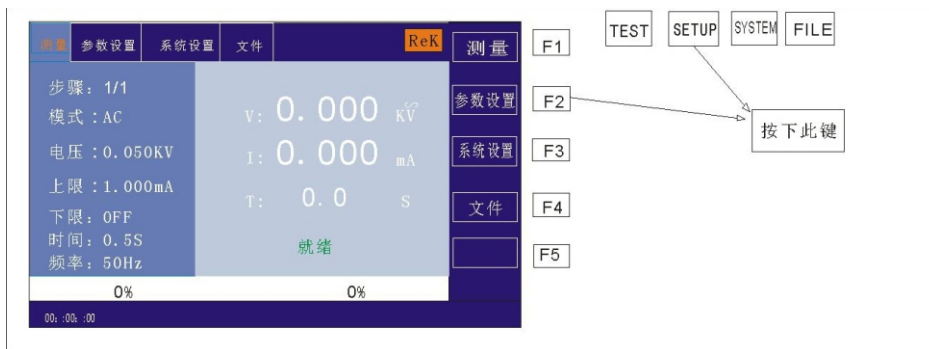 测量 参数设置 系统设置 文件 ReK
步骤：1/1
模式：AC
电压：0.050KV
上限：1.000mA
下限：OFF
时间：0.5S
频率：50Hz
V: 0.000 KV
I: 0.000 mA
T: 0.0 S
就绪
0% 0%
00: :00: :00
测量 F1
参数设置 F2
系统设置 F3
文件 F4
F5
TEST SETUP SYSTEM FILE
按下此键